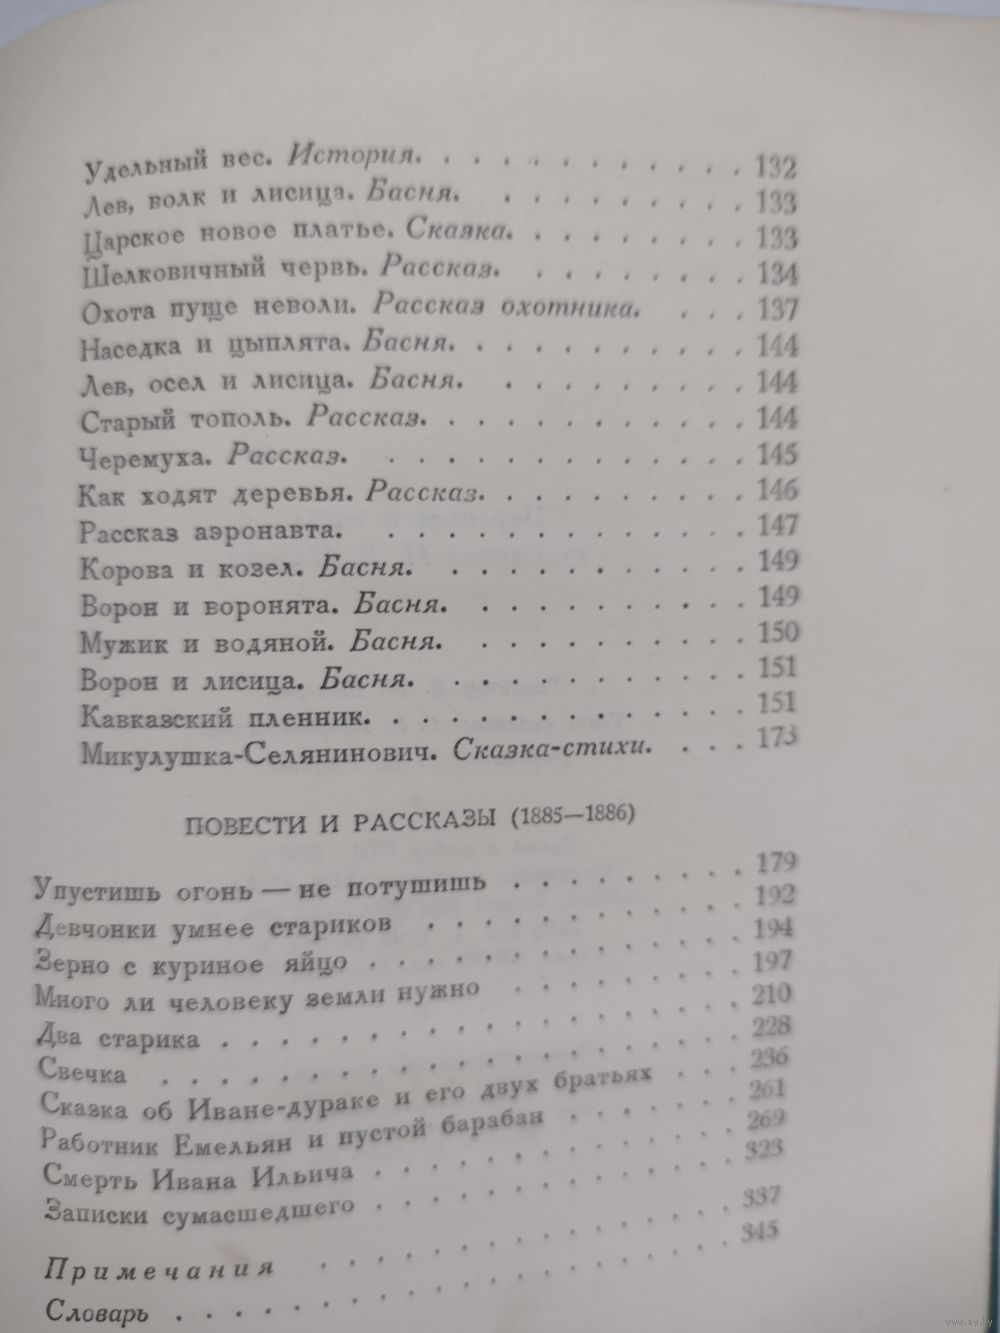 Удельный вес. История. . . . . . . . . . . . 132
Лев, волк и лисица. Басня. . . . . . . . . . 133
Царское новое платье. Сказка. . . . . . . . . 133
Шелковичный червь. Рассказ. . . . . . . . . 134
Охота пуще неволи. Рассказ охотника. . . . 137
Наседка и цыплята. Басня. . . . . . . . . . . 144
Лев, осел и лисица. Басня. . . . . . . . . . 144
Старый тополь. Рассказ. . . . . . . . . . . . 144
Черемуха. Рассказ. . . . . . . . . . . . . . 145
Как ходят деревья. Рассказ. . . . . . . . . . 146
Рассказ аэронавта. . . . . . . . . . . . . . 147
Корова и козел. Басня. . . . . . . . . . . . 149
Ворон и воронята. Басня. . . . . . . . . . . 149
Мужик и водяной. Басня. . . . . . . . . . . 150
Ворон и лисица. Басня. . . . . . . . . . . . 151
Кавказский пленник. . . . . . . . . . . . . . 151
Микулушка-Селянинович. Сказка-стихи. . . . . 173
ПОВЕСТИ И РАССКАЗЫ (1885—1886)
Упустишь огонь — не потушишь . . . . . . . . . 179
Девчонки умнее стариков . . . . . . . . . . . 192
Зерно с куриное яйцо . . . . . . . . . . . . . 194
Много ли человеку земли нужно . . . . . . . . 197
Два старика . . . . . . . . . . . . . . . . . . 210
Свечка . . . . . . . . . . . . . . . . . . . . 228
Сказка об Иване-дураке и его двух братьях . . . 236
Работник Емельян и пустой барабан . . . . . . 261
Смерть Ивана Ильича . . . . . . . . . . . . . 269
Записки сумасшедшего . . . . . . . . . . . . . 323
Примечания . . . . . . . . . . . . . . . 337
Словарь . . . . . . . . . . . . . . . . . . . . 345
www.ay.by